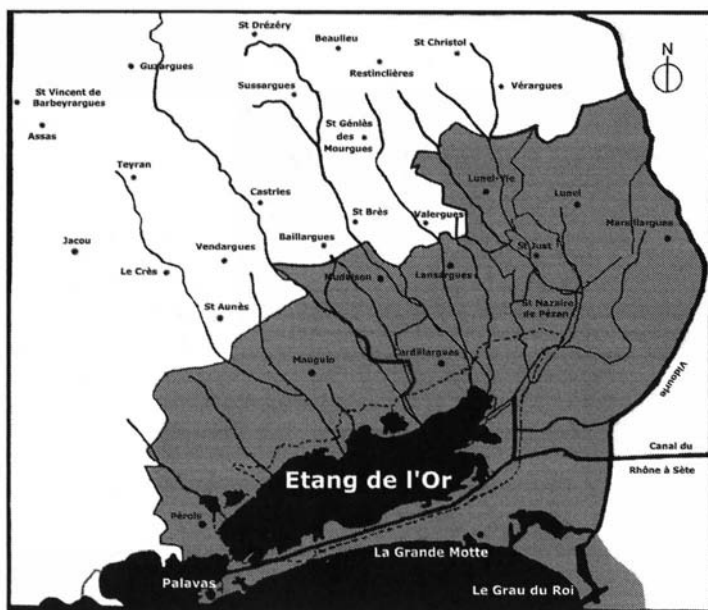 St Drézéry
Beaulieu
St Christol
N
Guzargues
Restinclières
Sussargues
Vérargues
St Vincent de
Barbeyrargues
Assas
St Géniès
des
Mourgues
Teyran
Lunel-Vie
Castries
Lunel
St Brès
Valergues
Marsillargues
Jacou
Vendargues
Baillargues
St Just
Le Crès
Mudaison
Lansargues
St Nazaire
de Pézan
St Aunès
Mauguio
Candillargues
Vidourle
Canal du
Rhône à Sète
Etang de l'Or
Pérols
La Grande Motte
Palavas
Le Grau du Roi